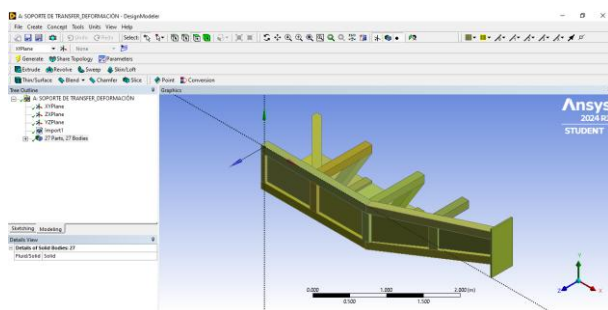 A: SOPORTE DE TRANSFER_DEFORMACIÓN - DesignModeler
File Create Concept Tools Units View Help
Undo Redo Select:
XYPlane None
Generate Share Topology Parameters
Extrude Revolve Sweep Skin/Loft
Thin/Surface Blend Chamfer Slice Point Conversion
Tree Outline
Graphics
A: SOPORTE DE TRANSFER_DEFORMACIÓN
XYPlane
ZXPlane
YZPlane
Import1
27 Parts, 27 Bodies
Ansys
2024 R
STUDENT
Sketching Modeling
Details View
Details of Solid Bodies: 27
Fluid/Solid Solid
0.000 1.000 2.000 (m)
0.500 1.500
Y
Z
X